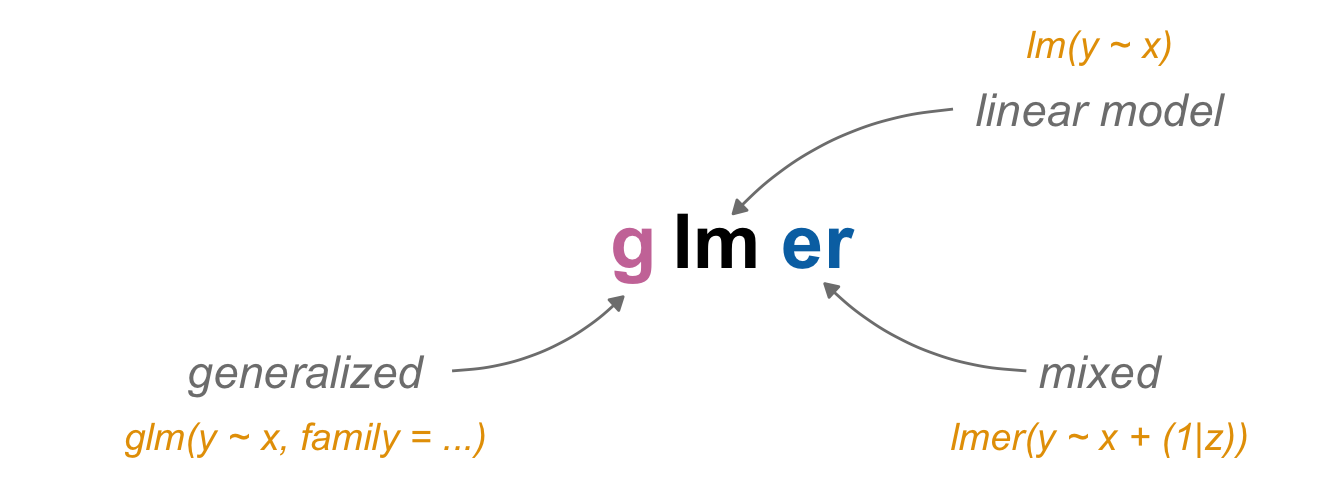 lm(y ~ x)
linear model
g lm er
generalized
mixed
glm(y ~ x, family = ...)
lmer(y ~ x + (1|z))